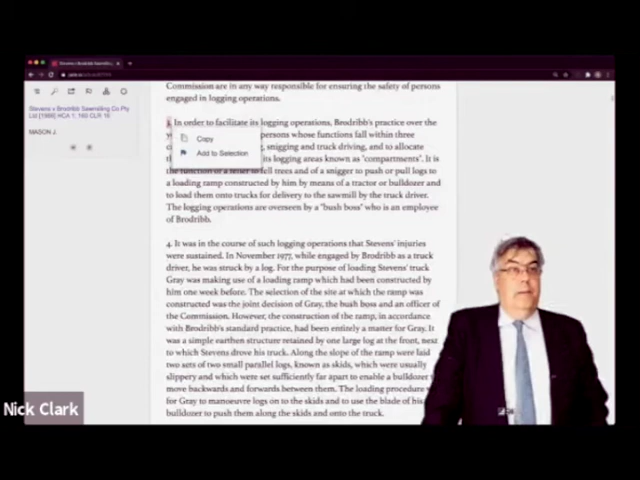 Stevens v Brodribb Sawmilling Co Pty
Ltd [1986] HCA 1; 160 CLR 16
MASON J.
Commission are in any way responsible for ensuring the safety of persons
engaged in logging operations.
3. In order to facilitate its logging operations, Brodribb's practice over the
persons whose functions fall within three
, snigging and truck driving, and to allocate
its logging areas known as "compartments". It is
the function of a feller to fell trees and of a snigger to push or pull logs to
a loading ramp constructed by him by means of a tractor or bulldozer and
to load them onto trucks for delivery to the sawmill by the truck driver.
The logging operations are overseen by a "bush boss" who is an employee
of Brodribb.
Copy
Add to Selection
4. It was in the course of such logging operations that Stevens' injuries
were sustained. In November 1977, while engaged by Brodribb as a truck
driver, he was struck by a log. For the purpose of loading Stevens' truck
Gray was making use of a loading ramp which had been constructed by
him one week before. The selection of the site at which the ramp was
constructed was the joint decision of Gray, the bush boss and an officer of
the Commission. However, the construction of the ramp, in accordance
with Brodribb's standard practice, had been entirely a matter for Gray. It
was a simple earthen structure retained by one large log at the front, next
to which Stevens drove his truck. Along the slope of the ramp were laid
two sets of two small parallel logs, known as skids, which were usually
slippery and which were set sufficiently far apart to enable a bulldozer t
move backwards and forwards between them. The loading procedure
for Gray to manoeuvre logs on to the skids and to use the blade of his
bulldozer to push them along the skids and onto the truck.
Nick Clark